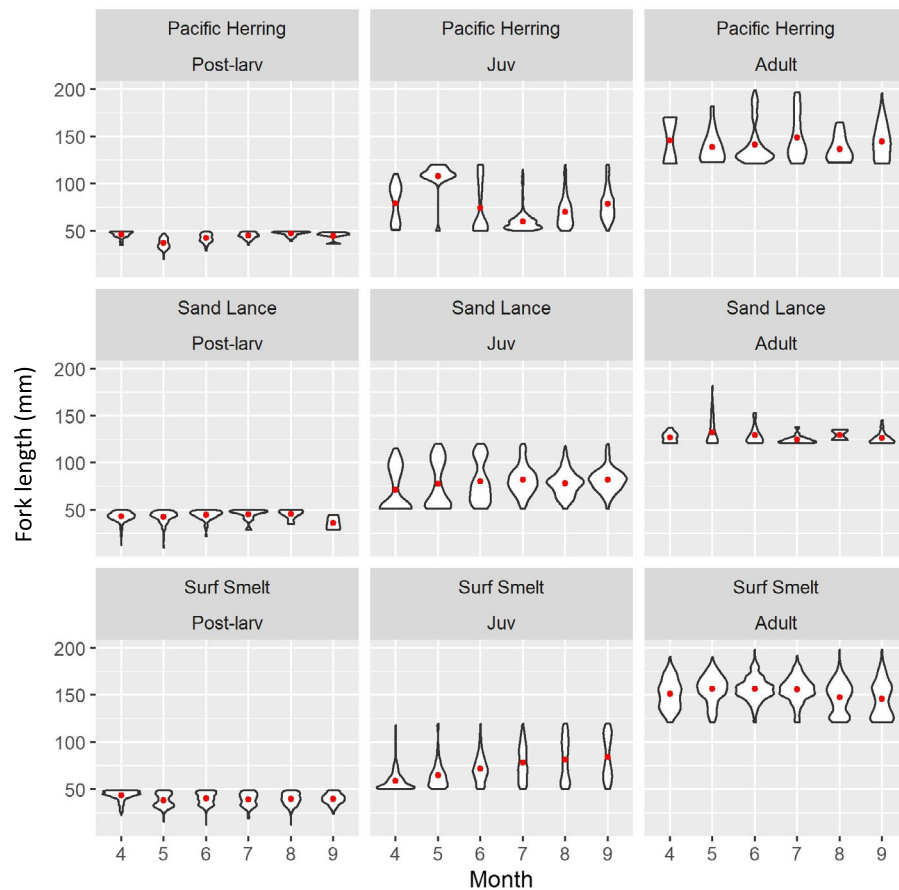 Pacific Herring
Post-larv
Pacific Herring
Juv
Pacific Herring
Adult
200
150
100
50
Sand Lance
Post-larv
Sand Lance
Juv
Sand Lance
Adult
200
150
100
50
Surf Smelt
Post-larv
Surf Smelt
Juv
Surf Smelt
Adult
200
150
100
50
Fork length (mm)
4 5 6 7 8 9
4 5 6 7 8 9
4 5 6 7 8 9
Month